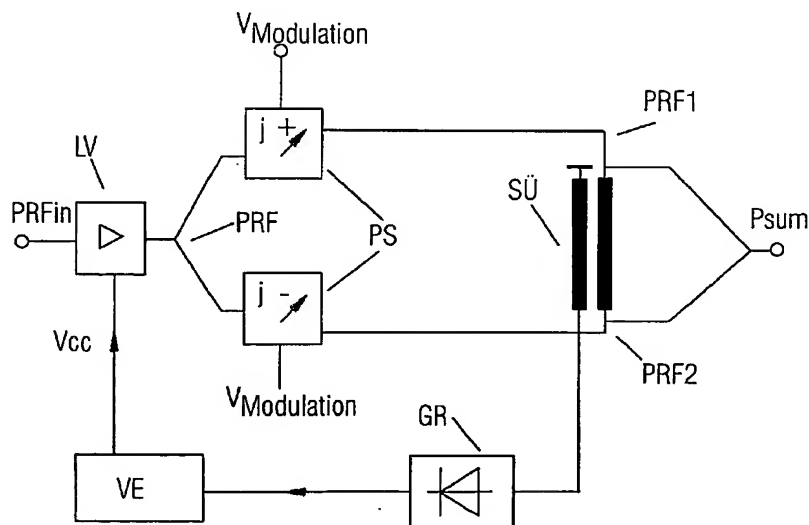 VModulation
j +
PRF1
LV
PRFin
PRF
PS
SÜ
Psum
j -
Vcc
VModulation
PRF2
GR
VE